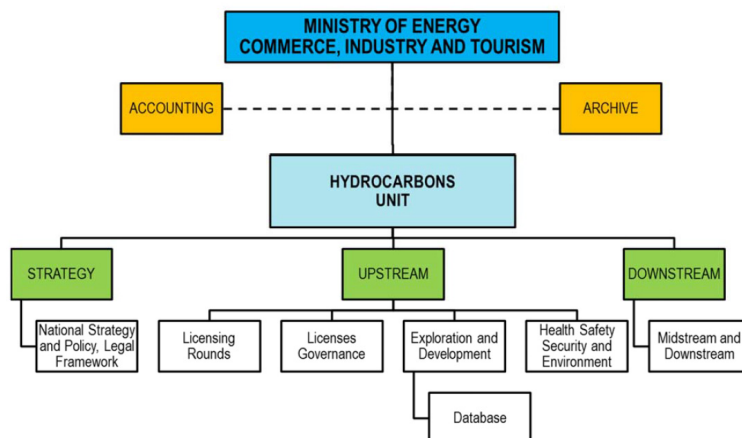 MINISTRY OF ENERGY
COMMERCE, INDUSTRY AND TOURISM
ACCOUNTING
ARCHIVE
HYDROCARBONS
UNIT
STRATEGY
UPSTREAM
DOWNSTREAM
National Strategy
and Policy, Legal
Framework
Licensing
Rounds
Licenses
Governance
Exploration and
Development
Health Safety
Security and
Environment
Midstream and
Downstream
Database